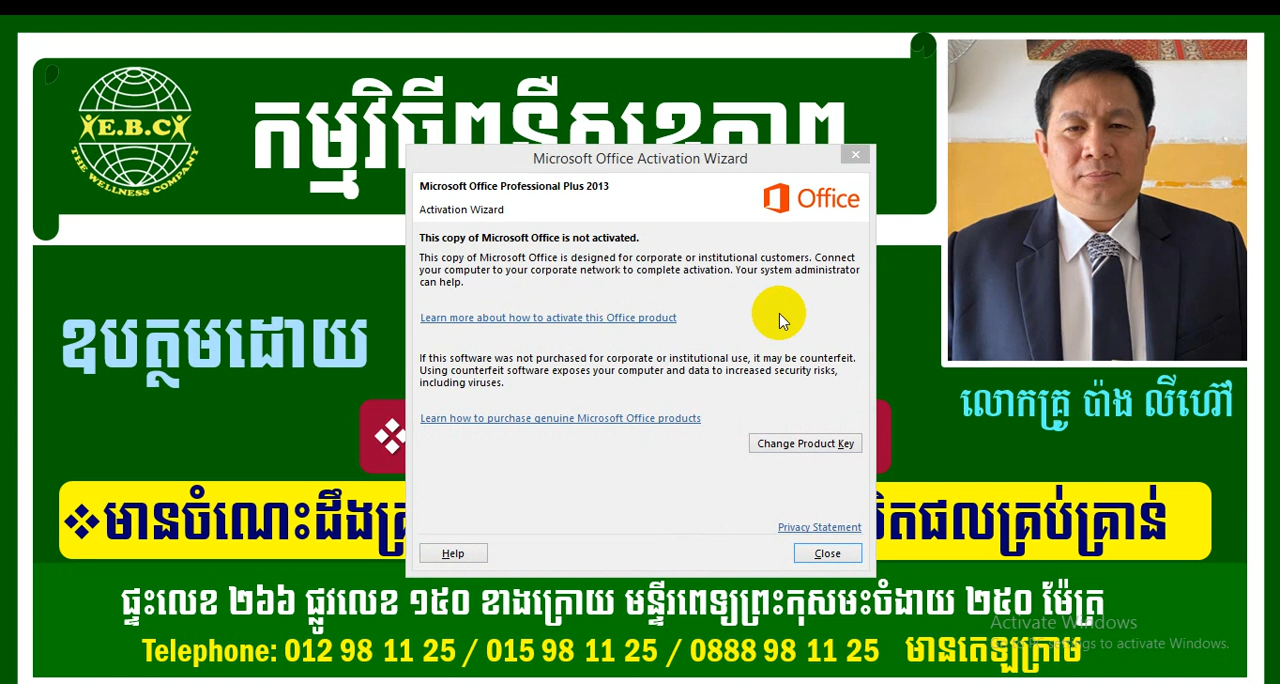 E.B.C
THE WELLNESS COMPANY
កម្មវិធីពន្លឺសុខភាព
Microsoft Office Activation Wizard
Microsoft Office Professional Plus 2013
Activation Wizard
Office
This copy of Microsoft Office is not activated.
This copy of Microsoft Office is designed for corporate or institutional customers. Connect
your computer to your corporate network to complete activation. Your system administrator
can help.
Learn more about how to activate this Office product
If this software was not purchased for corporate or institutional use, it may be counterfeit.
Using counterfeit software exposes your computer and data to increased security risks,
including viruses.
Learn how to purchase genuine Microsoft Office products
Change Product Key
Privacy Statement
Help
Close
ឧបត្ថមដោយ
លោកគ្រូ ប៉ាង លីហ៊ៅ
❖មានចំណេះដឹងគ្រ
ផលគ្រប់គ្រាន់
ផ្ទះលេខ ២៦៦ ផ្លូវលេខ ១៥០ ខាងក្រោយ មន្ទីរពេទ្យព្រះកុសុមះចំងាយ ២៥០ ម៉ែត្រ
Telephone: 012 98 11 25 / 015 98 11 25 / 0888 98 11 25 មានតេឡេក្រាម
Activate Windows
settings to activate Windows.